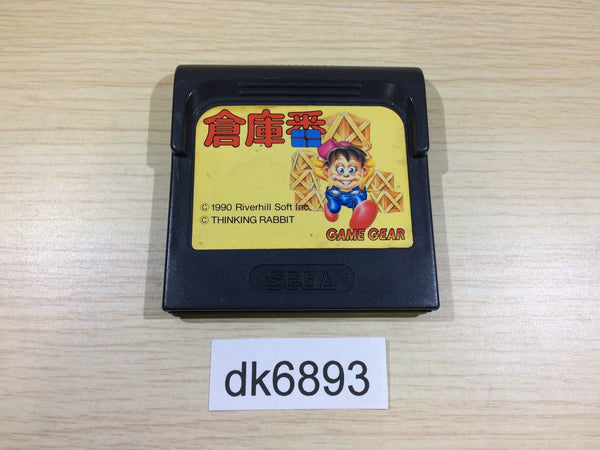 倉庫番
© 1990 Riverhill Soft Inc.
© THINKING RABBIT
GAME GEAR
SEGA
dk6893